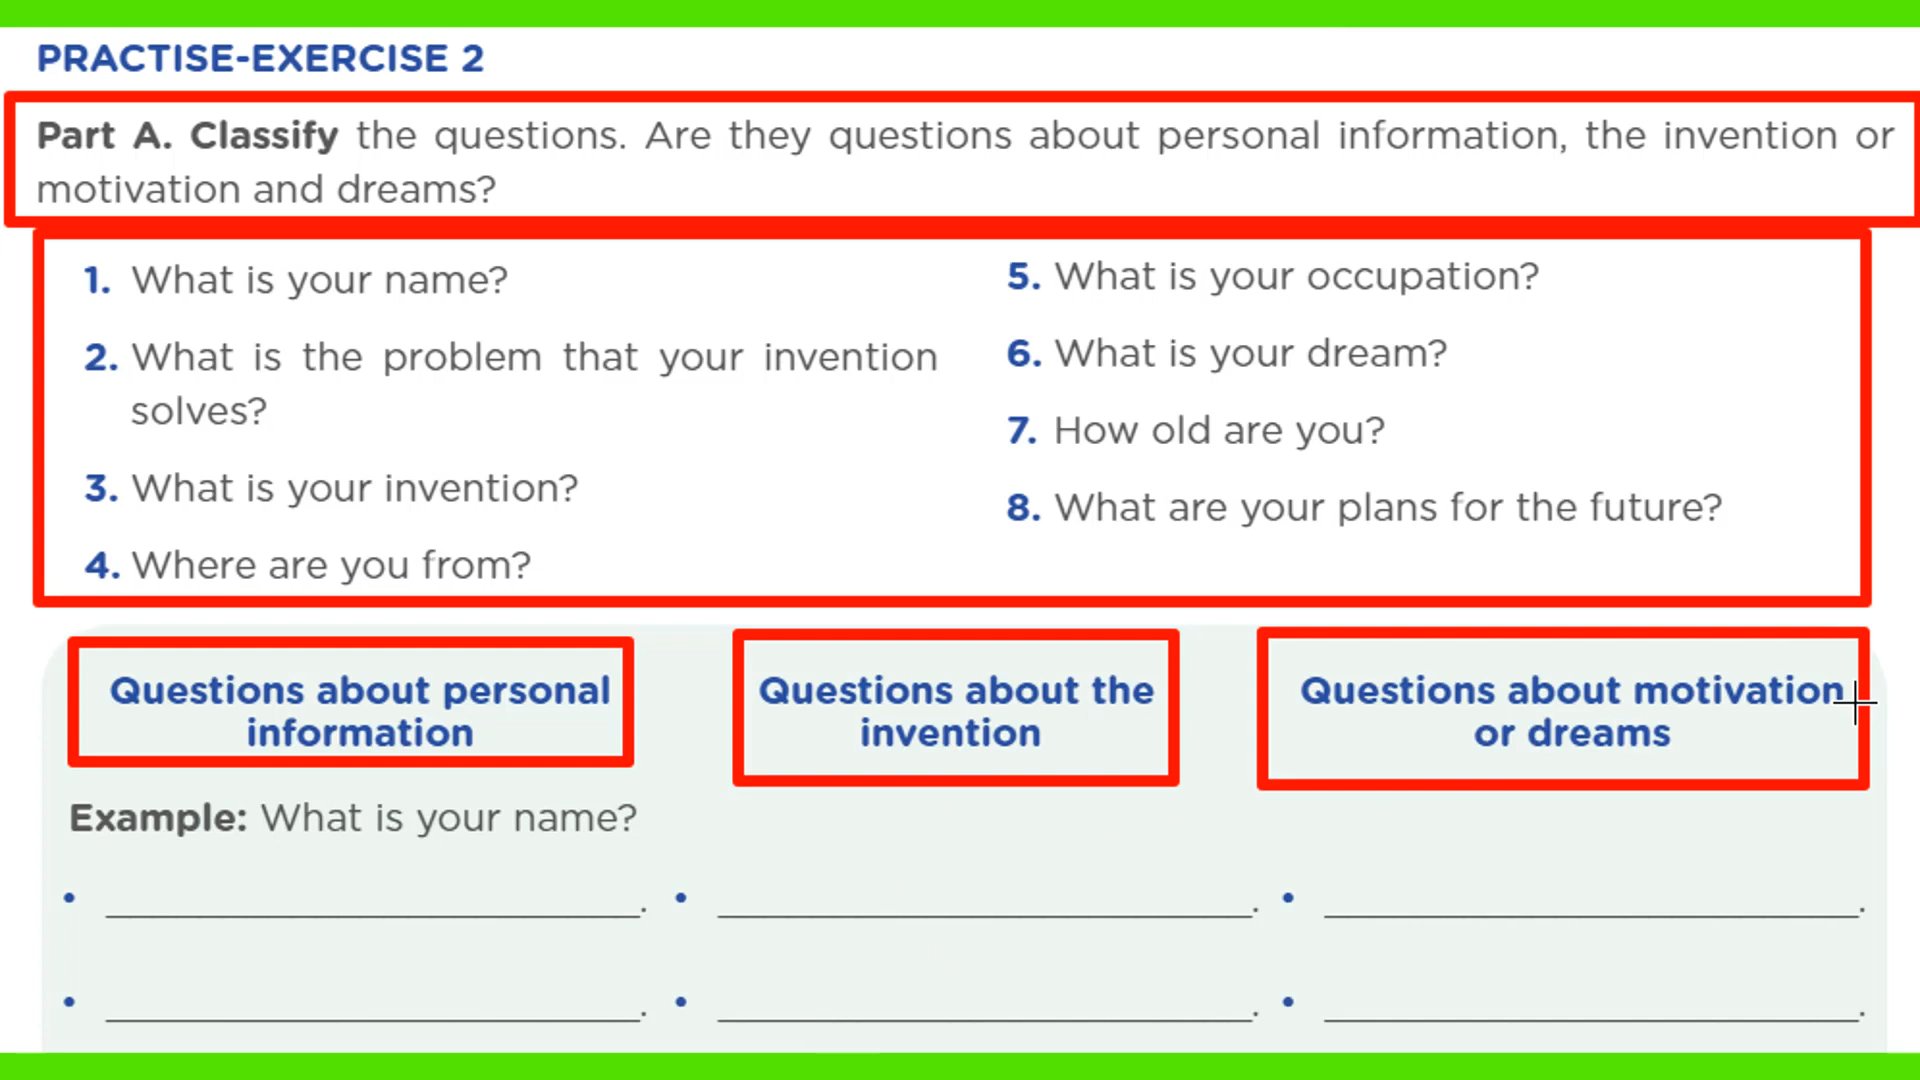 PRACTISE-EXERCISE 2
Part A. Classify the questions. Are they questions about personal information, the invention or
motivation and dreams?
1. What is your name?
2. What is the problem that your invention
solves?
3. What is your invention?
4. Where are you from?
5. What is your occupation?
6. What is your dream?
7. How old are you?
8. What are your plans for the future?
Questions about personal
information
Questions about the
invention
Questions about motivation
or dreams
Example: What is your name?